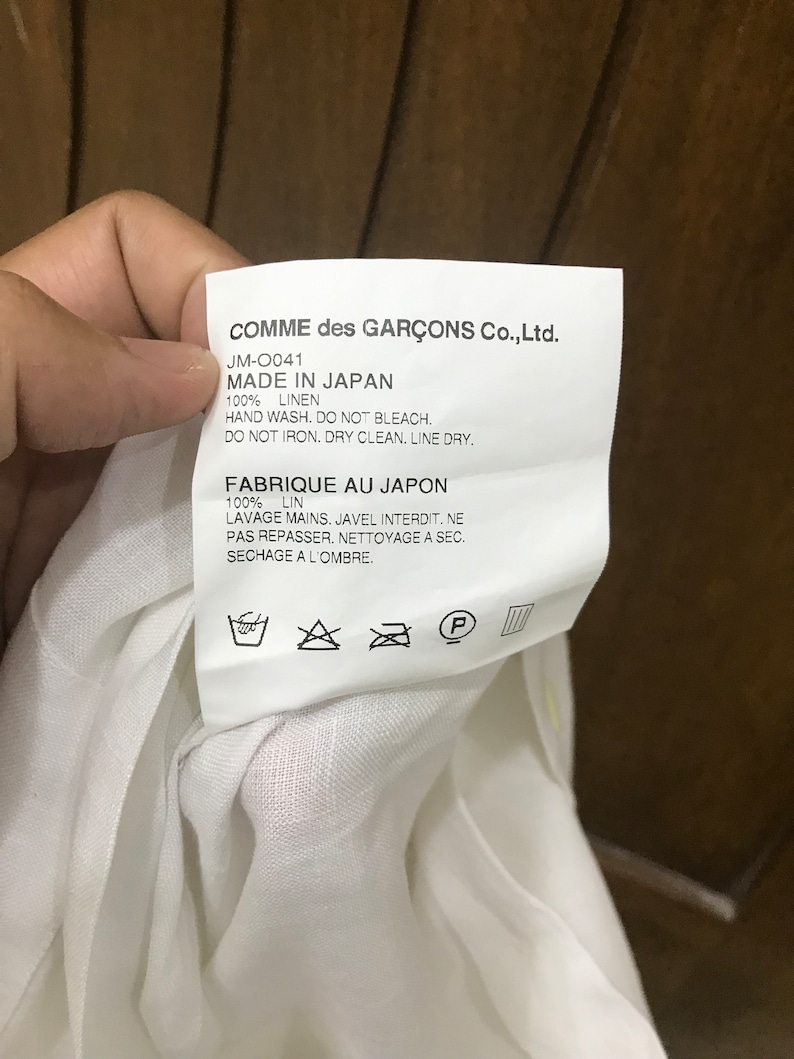 COMME des GARÇONS Co.,Ltd.
JM-O041
MADE IN JAPAN
100% LINEN
HAND WASH. DO NOT BLEACH.
DO NOT IRON. DRY CLEAN. LINE DRY.
FABRIQUE AU JAPON
100% LIN
LAVAGE MAINS. JAVEL INTERDIT. NE
PAS REPASSER. NETTOYAGE A SEC.
SECHAGE A L'OMBRE.
P